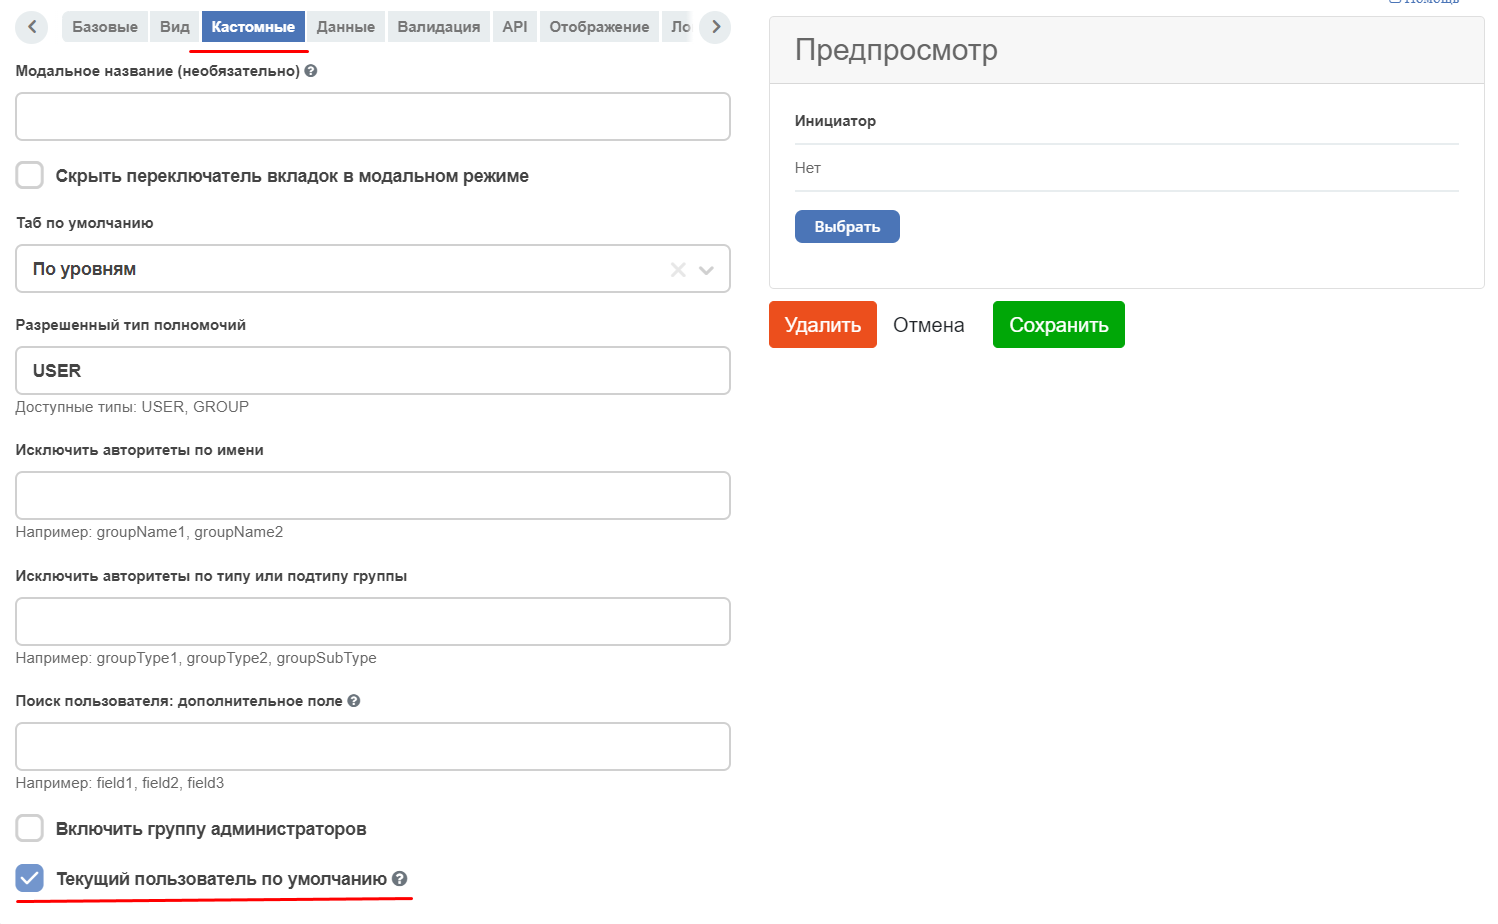 Базовые Вид Кастомные Данные Валидация API Отображение Ло
Модальное название (необязательно)
Скрыть переключатель вкладок в модальном режиме
Таб по умолчанию
По уровням
Разрешенный тип полномочий
USER
Доступные типы: USER, GROUP
Исключить авторитеты по имени
Например: groupName1, groupName2
Исключить авторитеты по типу или подтипу группы
Например: groupType1, groupType2, groupSubType
Поиск пользователя: дополнительное поле
Например: field1, field2, field3
Включить группу администраторов
Текущий пользователь по умолчанию
Помощь
Предпросмотр
Инициатор
Нет
Выбрать
Удалить Отмена Сохранить